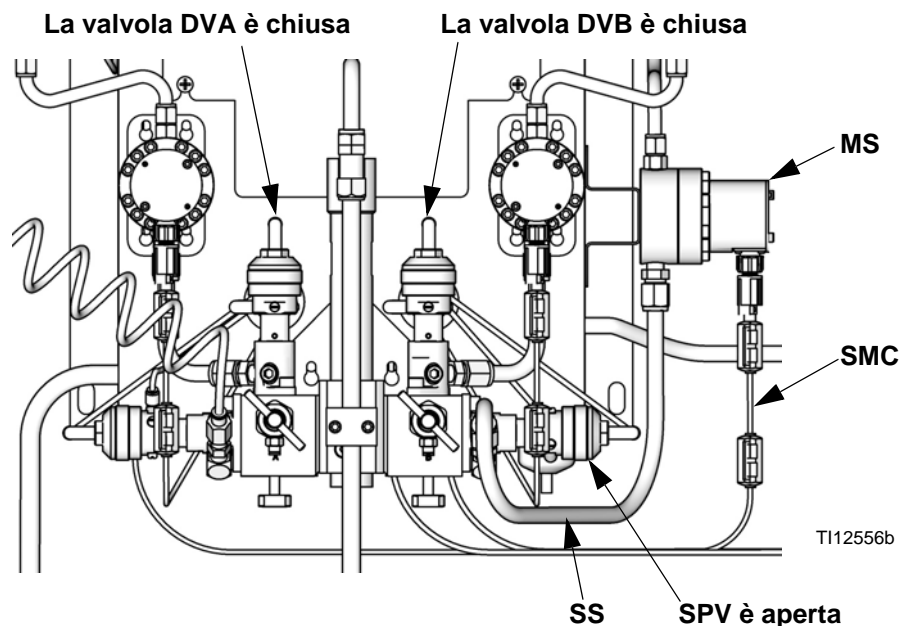 La valvola DVA è chiusa
La valvola DVB è chiusa
MS
SMC
TI12556b
SS
SPV è aperta